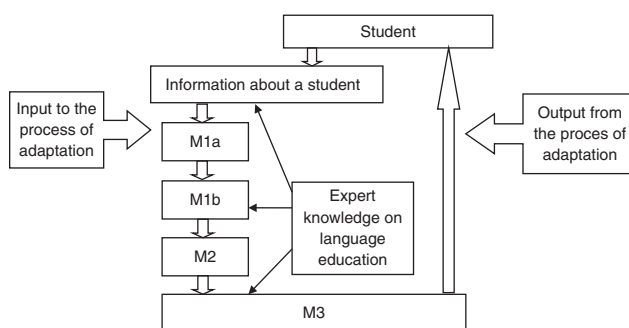 Student
Information about a student
Input to the
process of
adaptation
M1a
Output from
the proces of
adaptation
M1b
Expert
knowledge on
language
education
M2
M3